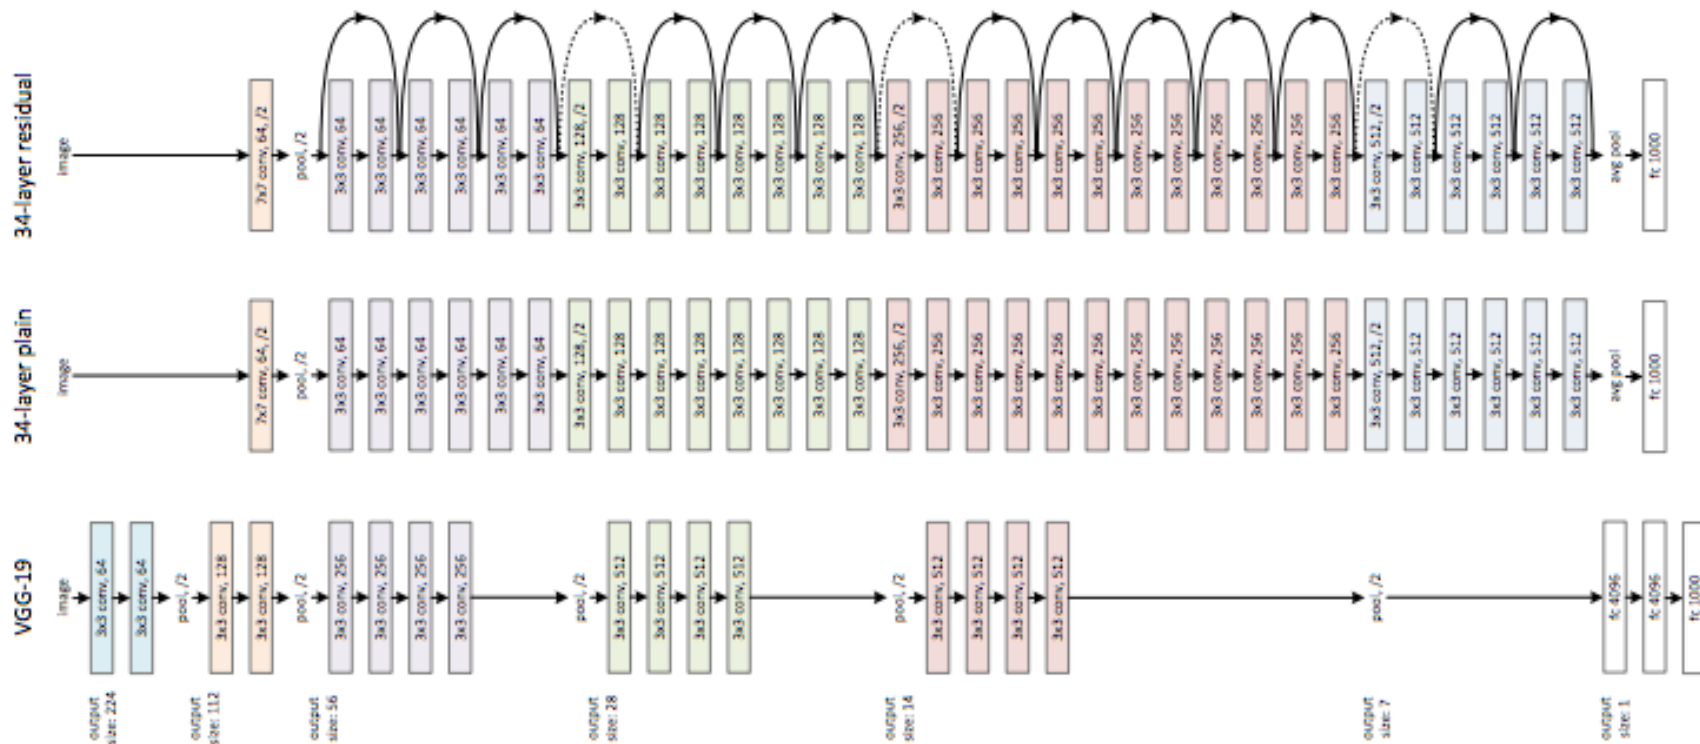 34-layer residual
image
7x7 conv, 64, /2
pool, /2
3x3 conv, 64
3x3 conv, 64
3x3 conv, 64
3x3 conv, 64
3x3 conv, 64
3x3 conv, 64
3x3 conv, 128, /2
3x3 conv, 128
3x3 conv, 128
3x3 conv, 128
3x3 conv, 128
3x3 conv, 128
3x3 conv, 128
3x3 conv, 128
3x3 conv, 256, /2
3x3 conv, 256
3x3 conv, 256
3x3 conv, 256
3x3 conv, 256
3x3 conv, 256
3x3 conv, 256
3x3 conv, 256
3x3 conv, 256
3x3 conv, 256
3x3 conv, 256
3x3 conv, 256
3x3 conv, 512, /2
3x3 conv, 512
3x3 conv, 512
3x3 conv, 512
3x3 conv, 512
3x3 conv, 512
avg pool
fc 1000
34-layer plain
image
7x7 conv, 64, /2
pool, /2
3x3 conv, 64
3x3 conv, 64
3x3 conv, 64
3x3 conv, 64
3x3 conv, 64
3x3 conv, 64
3x3 conv, 128, /2
3x3 conv, 128
3x3 conv, 128
3x3 conv, 128
3x3 conv, 128
3x3 conv, 128
3x3 conv, 128
3x3 conv, 128
3x3 conv, 256, /2
3x3 conv, 256
3x3 conv, 256
3x3 conv, 256
3x3 conv, 256
3x3 conv, 256
3x3 conv, 256
3x3 conv, 256
3x3 conv, 256
3x3 conv, 256
3x3 conv, 256
3x3 conv, 256
3x3 conv, 512, /2
3x3 conv, 512
3x3 conv, 512
3x3 conv, 512
3x3 conv, 512
3x3 conv, 512
avg pool
fc 1000
VGG-19
image
3x3 conv, 64
3x3 conv, 64
pool, /2
3x3 conv, 128
3x3 conv, 128
pool, /2
3x3 conv, 256
3x3 conv, 256
3x3 conv, 256
3x3 conv, 256
pool, /2
3x3 conv, 512
3x3 conv, 512
3x3 conv, 512
3x3 conv, 512
pool, /2
3x3 conv, 512
3x3 conv, 512
3x3 conv, 512
3x3 conv, 512
pool, /2
fc 4096
fc 4096
fc 1000
output
size: 224
output
size: 112
output
size: 56
output
size: 28
output
size: 14
output
size: 7
output
size: 1